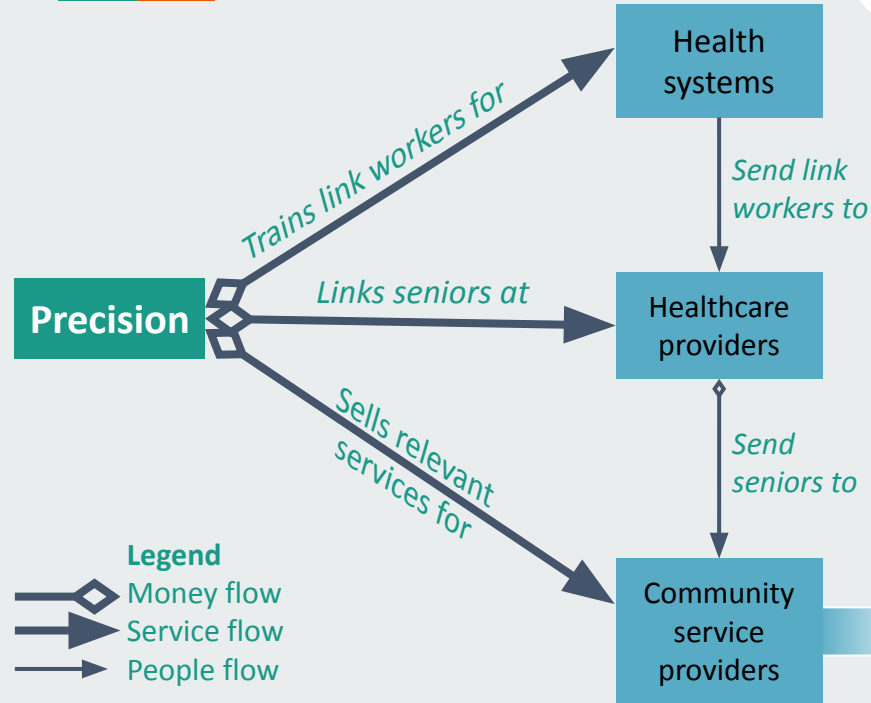 Health
systems
Trains link workers for
Send link
workers to
Precision
Links seniors at
Healthcare
providers
Sells relevant
services for
Send
seniors to
Legend
Money flow
Service flow
People flow
Community
service
providers